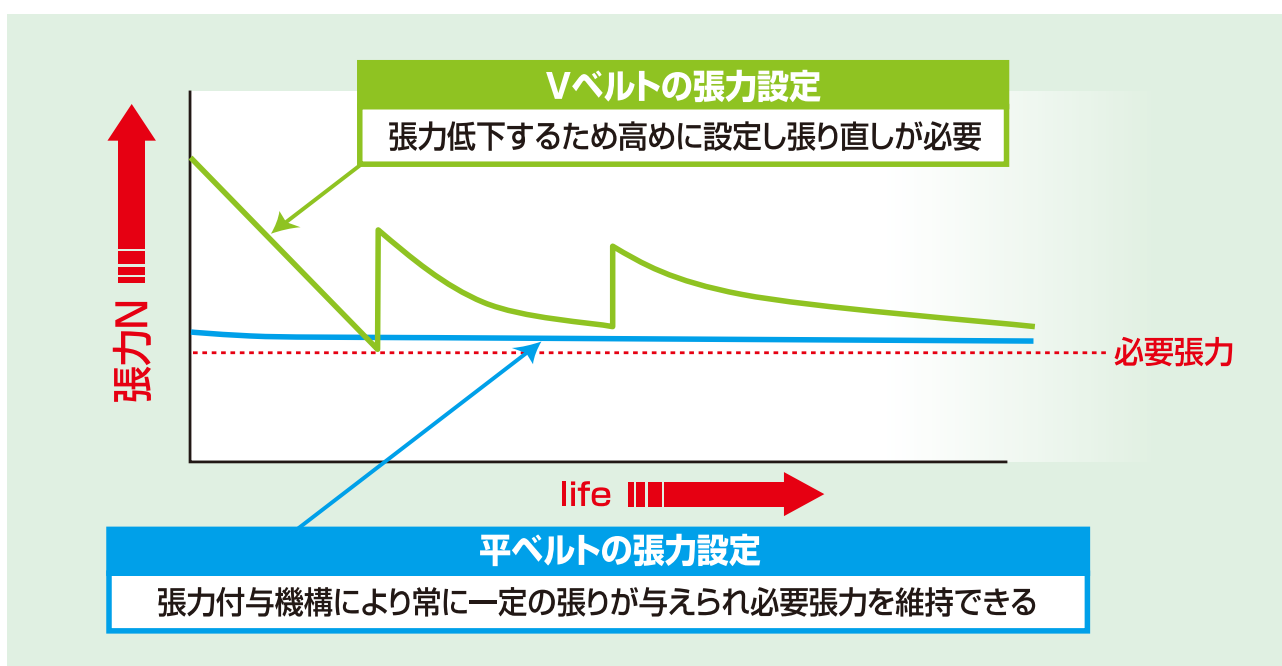 Vベルトの張力設定
張力低下するため高めに設定し張り直しが必要
張力N
必要張力
life
平ベルトの張力設定
張力付与機構により常に一定の張りが与えられ必要張力を維持できる